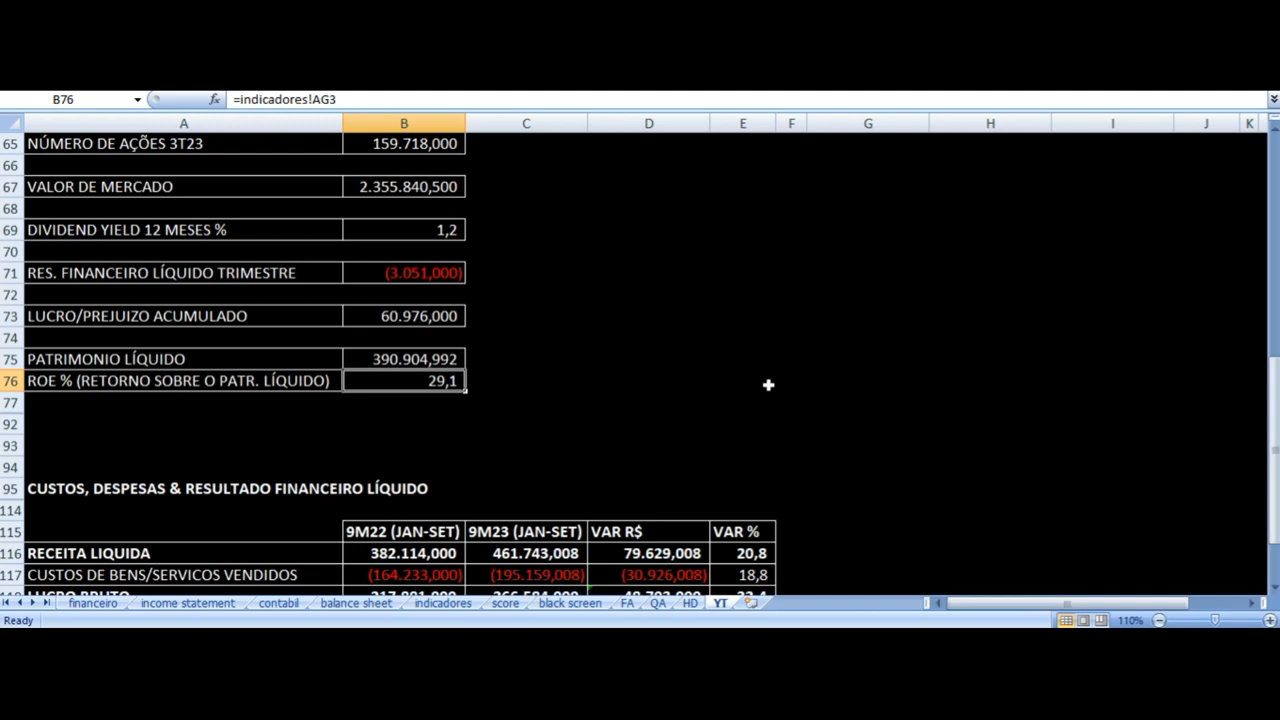 B76 fx =indicadores!AG3
A B C D E F G H I J K
65 NÚMERO DE AÇÕES 3T23 159.718,000
66
67 VALOR DE MERCADO 2.355.840,500
68
69 DIVIDEND YIELD 12 MESES % 1,2
70
71 RES. FINANCEIRO LÍQUIDO TRIMESTRE (3.051,000)
72
73 LUCRO/PREJUIZO ACUMULADO 60.976,000
74
75 PATRIMONIO LÍQUIDO 390.904,992
76 ROE % (RETORNO SOBRE O PATR. LÍQUIDO) 29,1
77
92
93
94
95 CUSTOS, DESPESAS & RESULTADO FINANCEIRO LÍQUIDO
114
115 9M22 (JAN-SET) 9M23 (JAN-SET) VAR R$ VAR %
116 RECEITA LIQUIDA 382.114,000 461.743,008 79.629,008 20,8
117 CUSTOS DE BENS/SERVICOS VENDIDOS (164.233,000) (195.159,008) (30.926,008) 18,8
financeiro income statement contabil balance sheet indicadores score black screen FA QA HD YT
Ready 110%